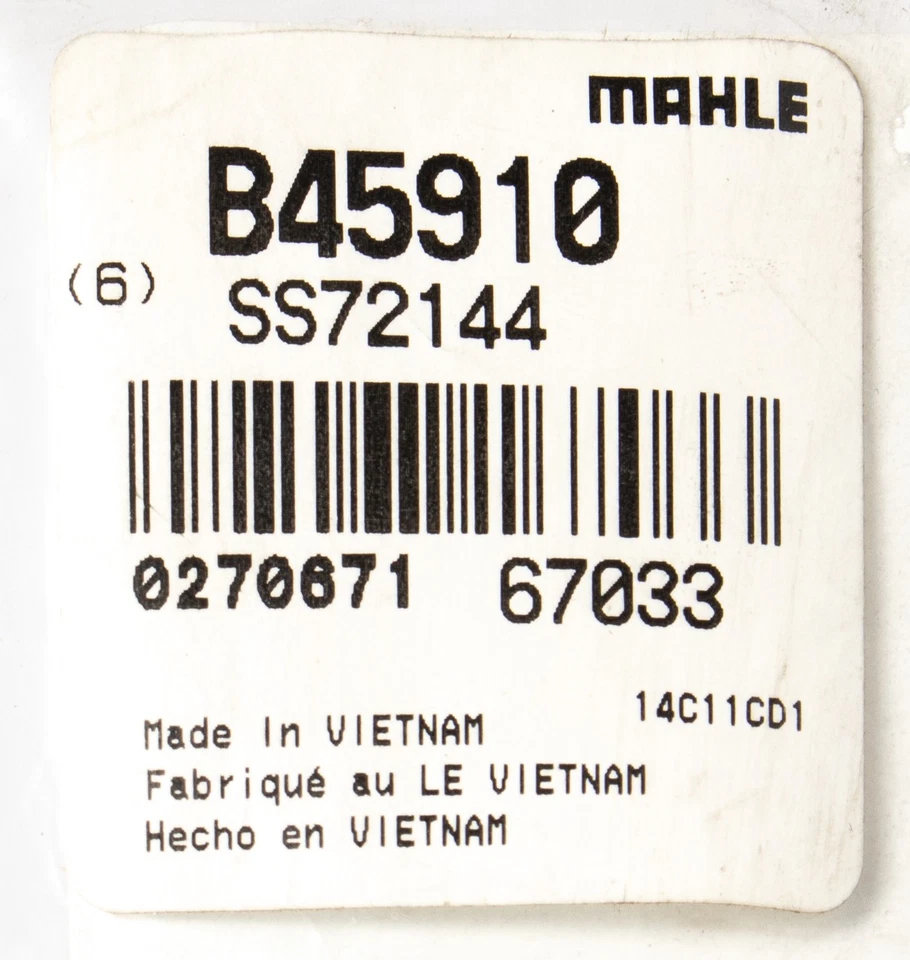 MAHLE
B45910
(6)
SS72144
0270671 67033
14C11CD1
Made In VIETNAM
Fabriqué au LE VIETNAM
Hecho en VIETNAM